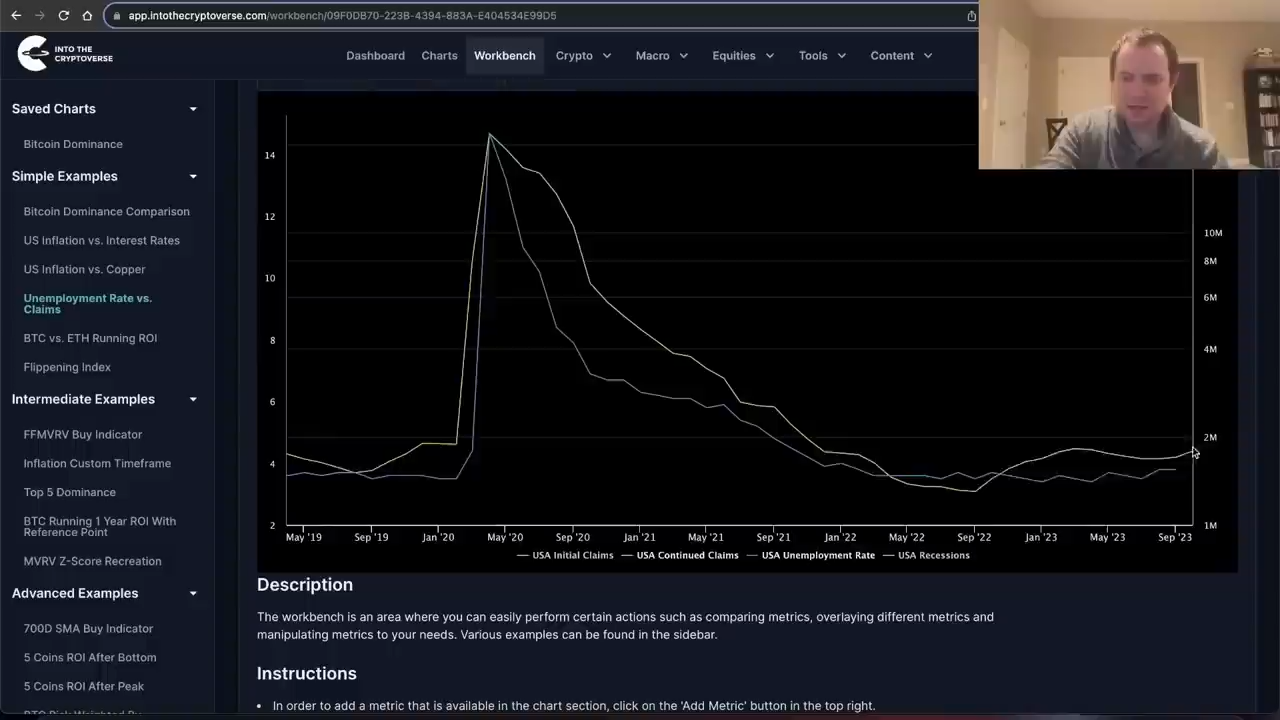 app.intothecryptoverse.com/workbench/09F0DB70-223B-4394-883A-E404534E99D5
INTO THE
CRYPTOVERSE
Dashboard
Charts
Workbench
Crypto
Macro
Equities
Tools
Content
Saved Charts
Bitcoin Dominance
Simple Examples
Bitcoin Dominance Comparison
US Inflation vs. Interest Rates
US Inflation vs. Copper
Unemployment Rate vs.
Claims
BTC vs. ETH Running ROI
Flippening Index
Intermediate Examples
FFMVRV Buy Indicator
Inflation Custom Timeframe
Top 5 Dominance
BTC Running 1 Year ROI With
Reference Point
MVRV Z-Score Recreation
Advanced Examples
700D SMA Buy Indicator
5 Coins ROI After Bottom
5 Coins ROI After Peak
14
12
10
8
6
4
2
10M
8M
6M
4M
2M
1M
May '19
Sep '19
Jan '20
May '20
Sep '20
Jan '21
May '21
Sep '21
Jan '22
May '22
Sep '22
Jan '23
May '23
Sep '23
USA Initial Claims
USA Continued Claims
USA Unemployment Rate
USA Recessions
Description
The workbench is an area where you can easily perform certain actions such as comparing metrics, overlaying different metrics and
manipulating metrics to your needs. Various examples can be found in the sidebar.
Instructions
• In order to add a metric that is available in the chart section, click on the 'Add Metric' button in the top right.